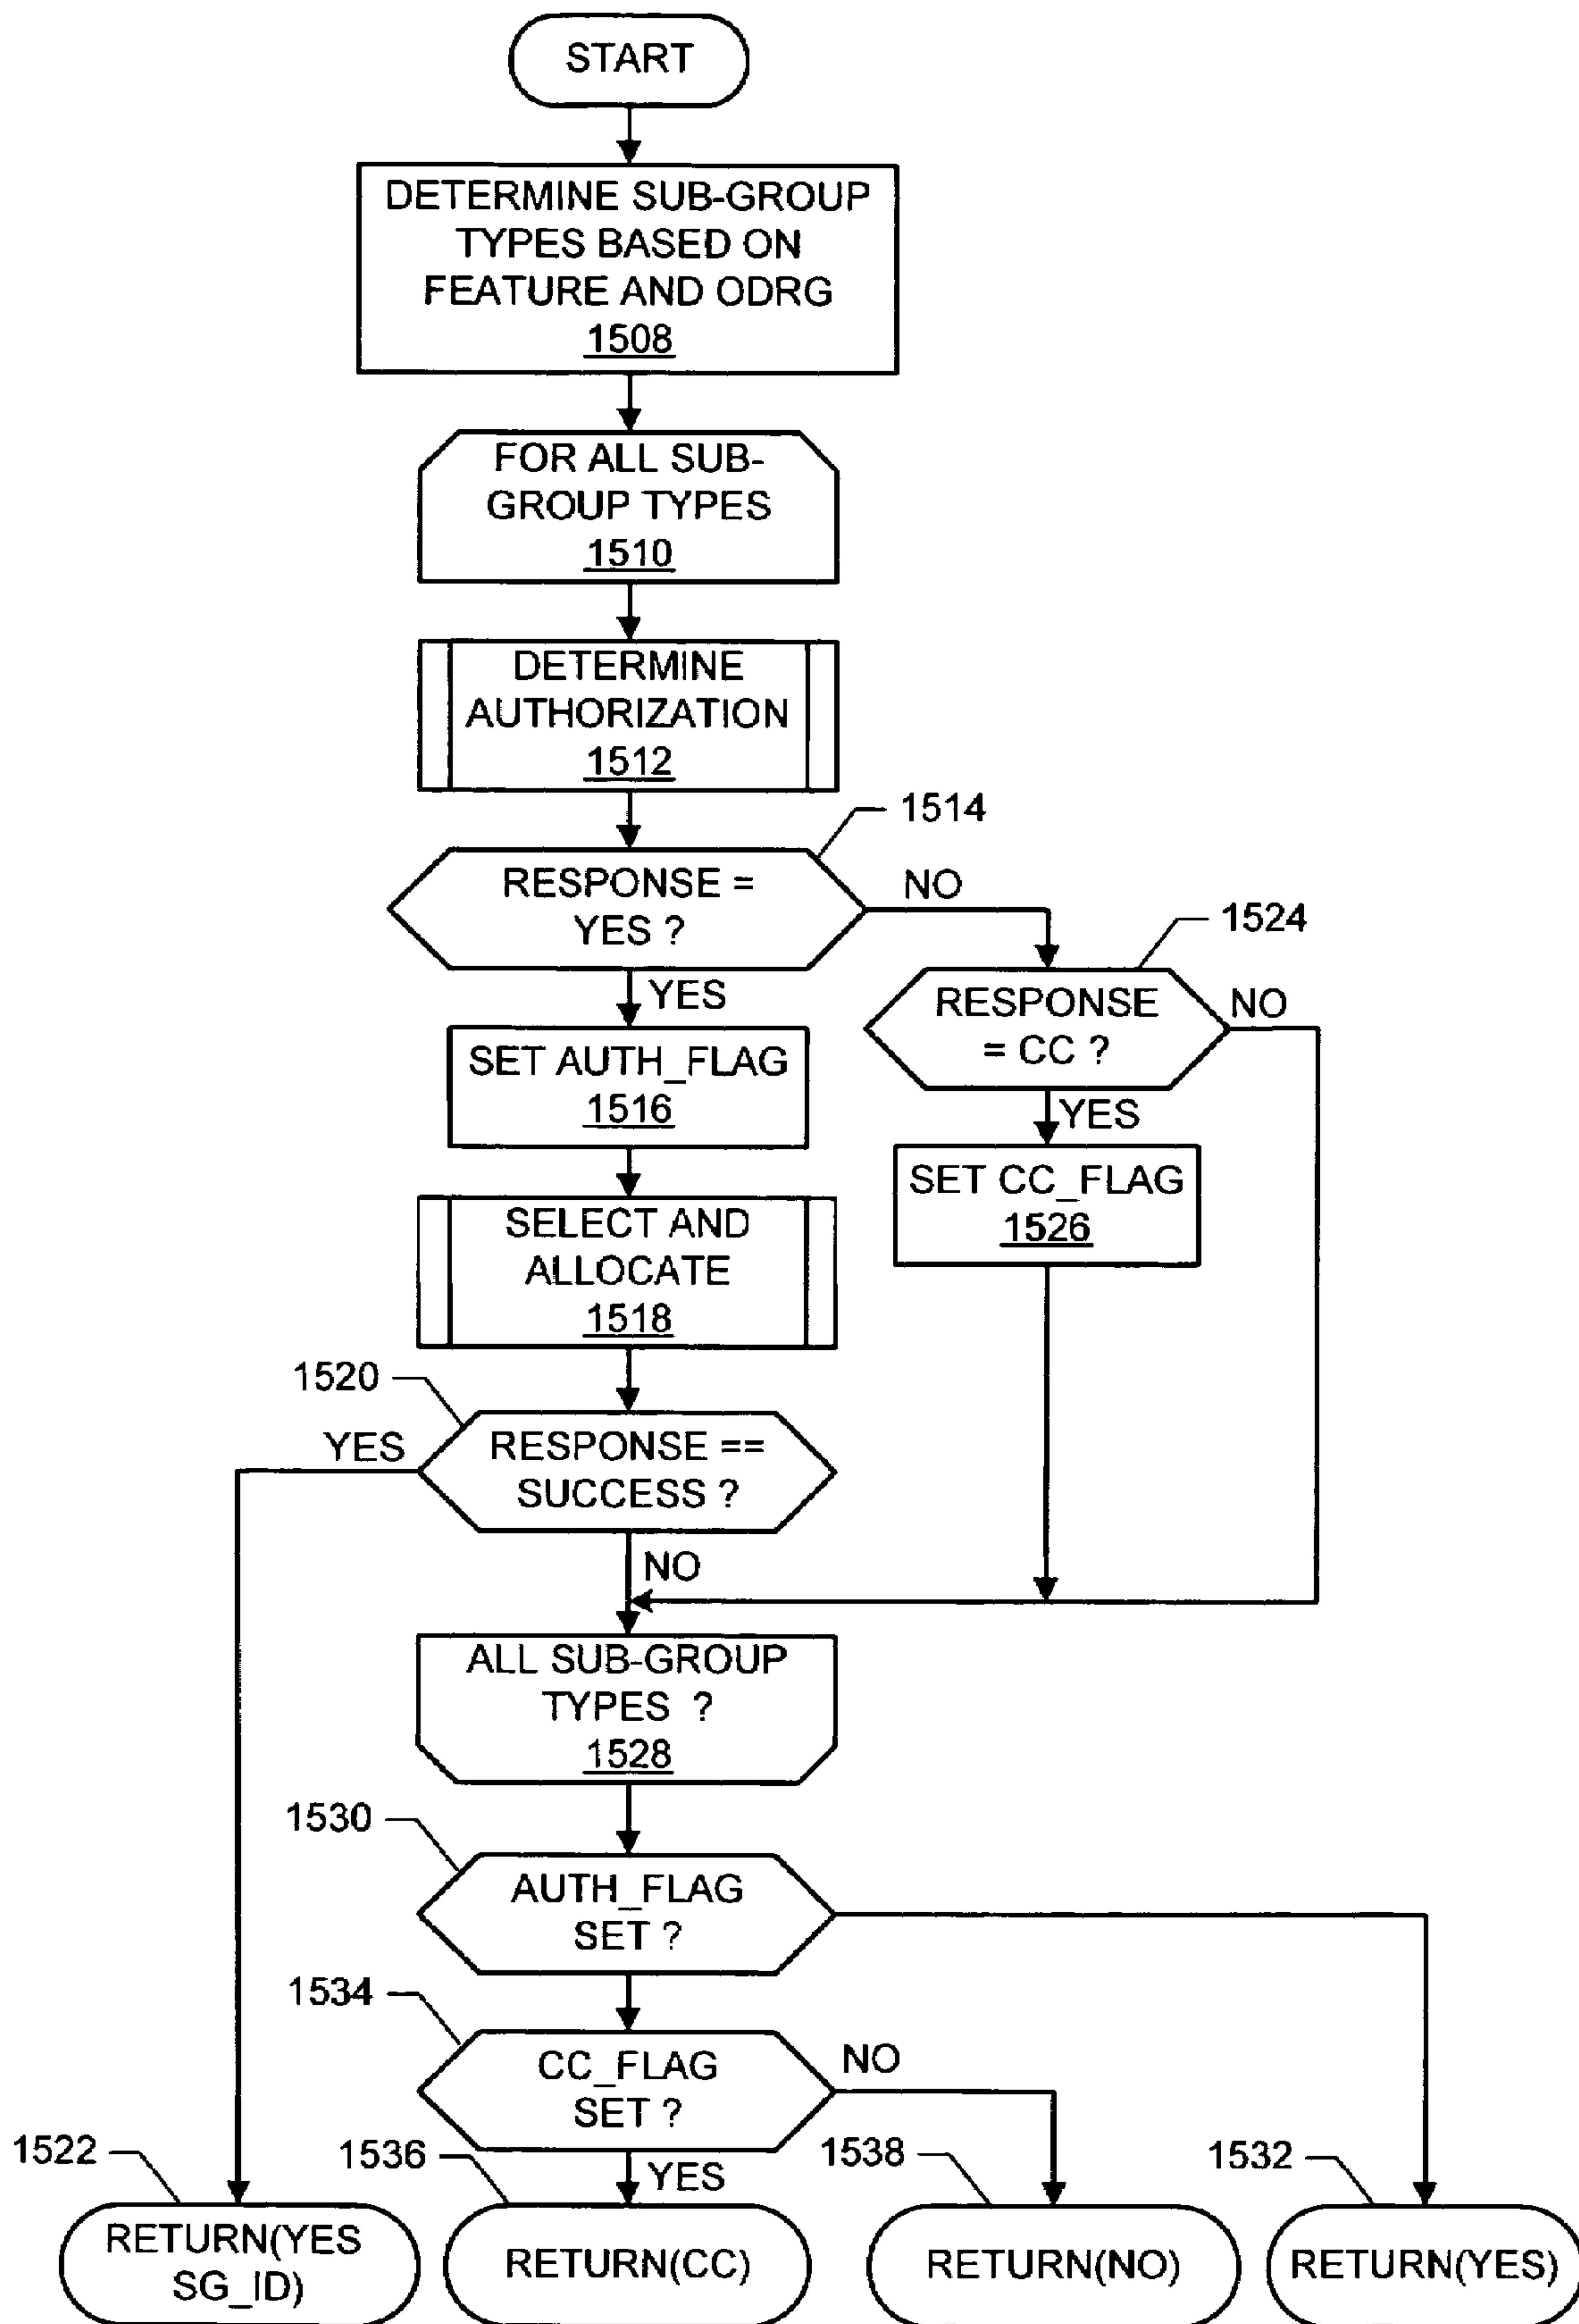 START
DETERMINE SUB-GROUP
TYPES BASED ON
FEATURE AND ODRG
1508
FOR ALL SUB-
GROUP TYPES
1510
DETERMINE
AUTHORIZATION
1512
1514
RESPONSE =
YES ?
NO
1524
YES
RESPONSE
= CC ?
NO
SET AUTH_FLAG
1516
YES
SET CC_FLAG
1526
SELECT AND
ALLOCATE
1518
1520
YES
RESPONSE ==
SUCCESS ?
NO
ALL SUB-GROUP
TYPES ?
1528
1530
AUTH_FLAG
SET ?
1534
CC_FLAG
SET ?
NO
YES
1522
1536
1538
1532
RETURN(YES
SG_ID)
RETURN(CC)
RETURN(NO)
RETURN(YES)